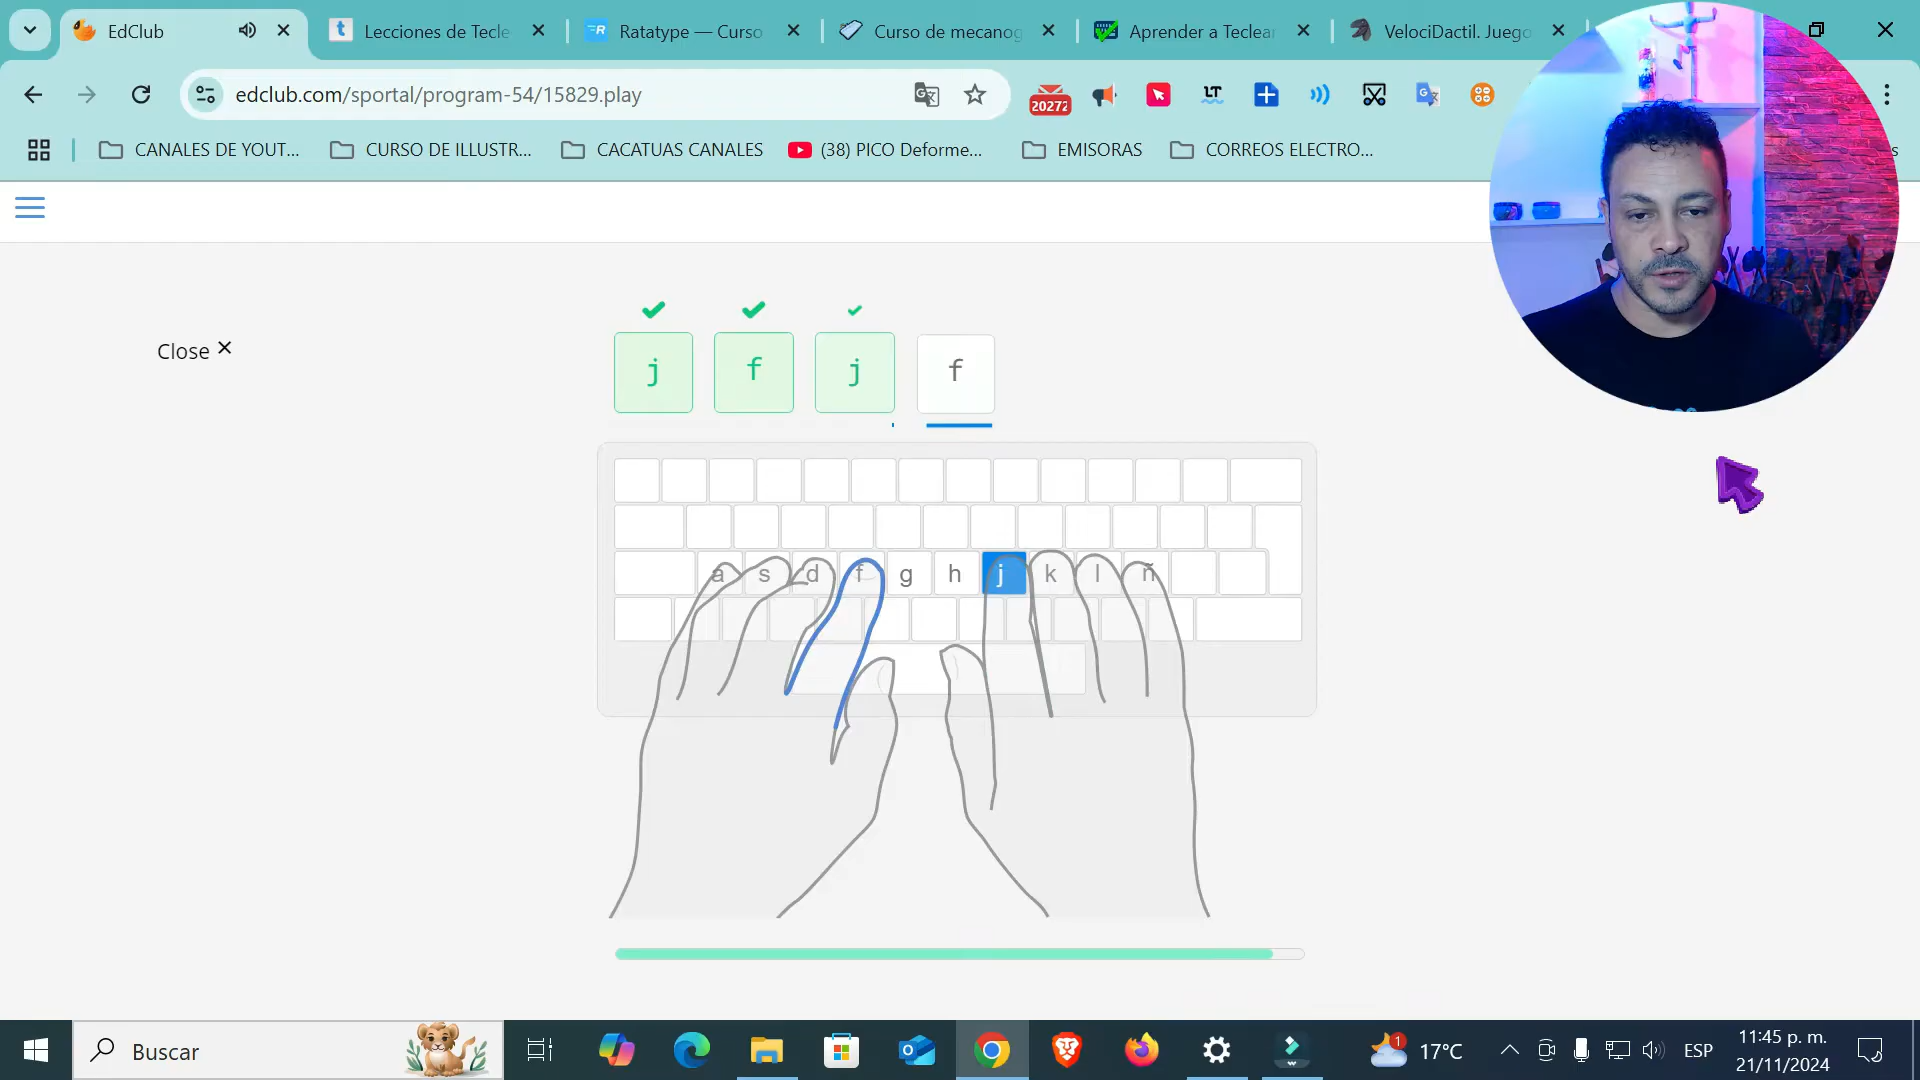 EdClub
Lecciones de Tecle
Ratatype — Curso
Curso de mecanog
Aprender a Teclear
VelociDactil. Juego
edclub.com/sportal/program-54/15829.play
20272
LT
CANALES DE YOUT...
CURSO DE ILLUSTR...
CACATUAS CANALES
(38) PICO Deforme...
EMISORAS
CORREOS ELECTRO...
Close
j f j f
a s d f g h j k l ñ
Buscar
1
17°C
ESP
11:45 p. m.
21/11/2024